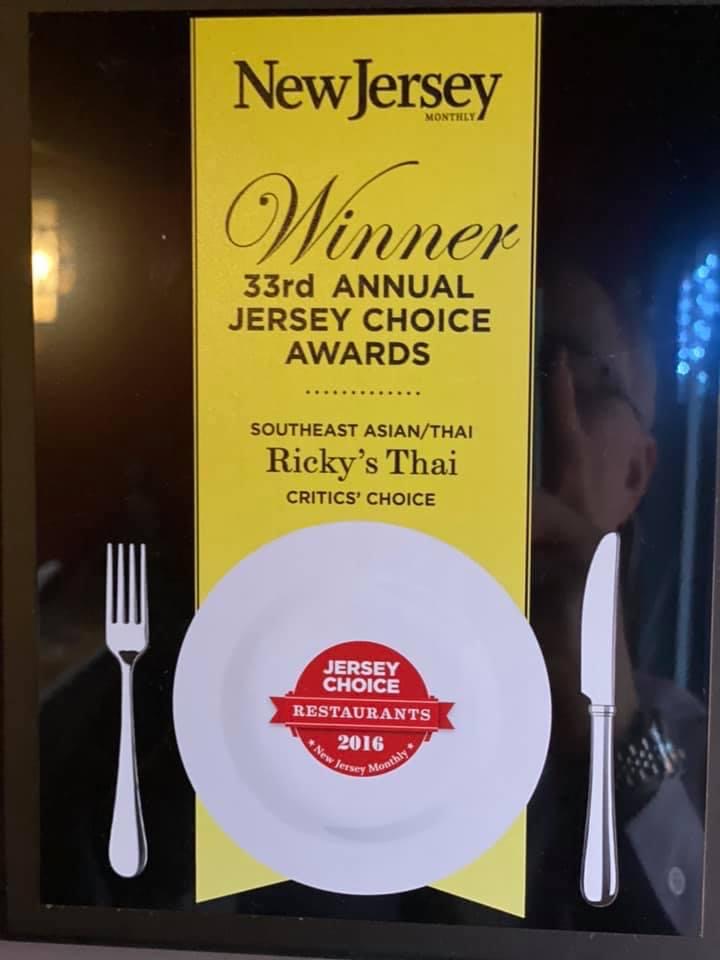 New Jersey
MONTHLY
Winner
33rd ANNUAL
JERSEY CHOICE
AWARDS
SOUTHEAST ASIAN/THAI
Ricky's Thai
CRITICS' CHOICE
JERSEY
CHOICE
RESTAURANTS
2016
New Jersey Monthly